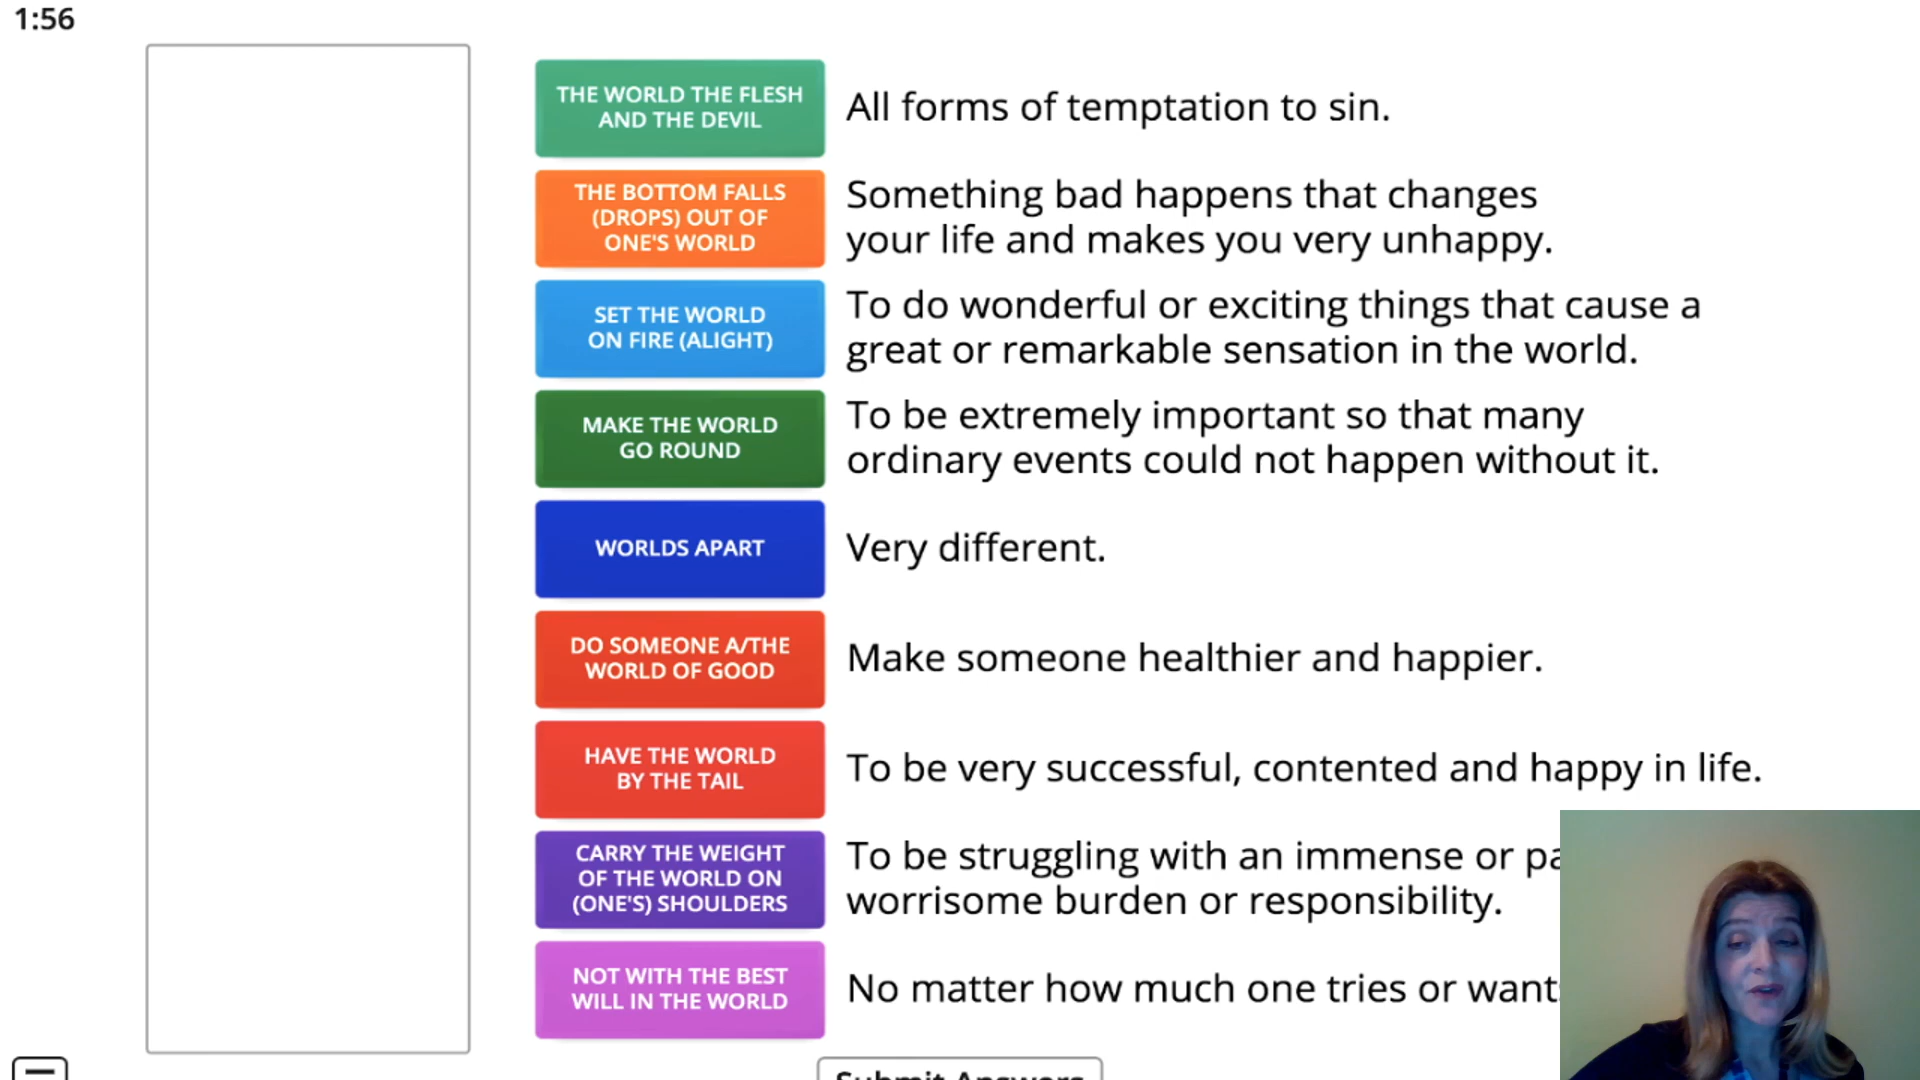 1:56
THE WORLD THE FLESH
AND THE DEVIL
All forms of temptation to sin.
THE BOTTOM FALLS
(DROPS) OUT OF
ONE'S WORLD
Something bad happens that changes
your life and makes you very unhappy.
SET THE WORLD
ON FIRE (ALIGHT)
To do wonderful or exciting things that cause a
great or remarkable sensation in the world.
MAKE THE WORLD
GO ROUND
To be extremely important so that many
ordinary events could not happen without it.
WORLDS APART
Very different.
DO SOMEONE A/THE
WORLD OF GOOD
Make someone healthier and happier.
HAVE THE WORLD
BY THE TAIL
To be very successful, contented and happy in life.
CARRY THE WEIGHT
OF THE WORLD ON
(ONE'S) SHOULDERS
To be struggling with an immense or
worrisome burden or responsibility.
NOT WITH THE BEST
WILL IN THE WORLD
No matter how much one tries or
Submit Answers